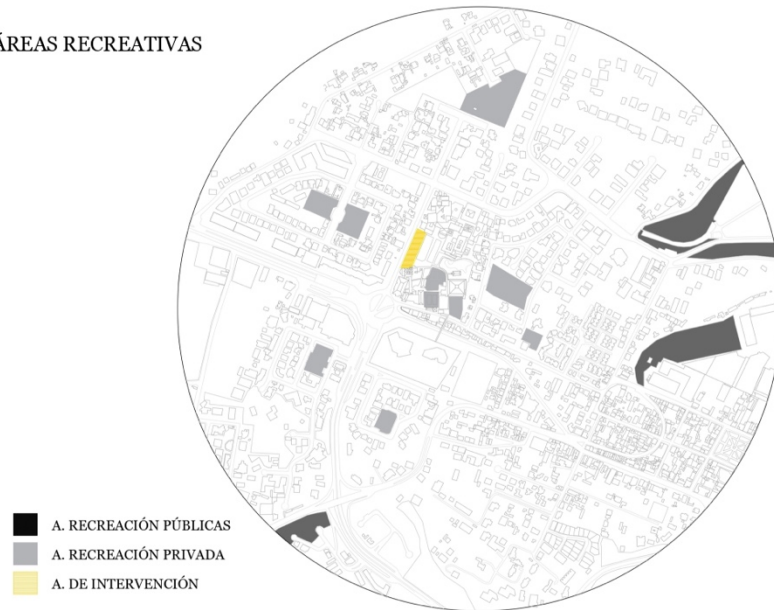 ÁREAS RECREATIVAS
A. RECREACIÓN PÚBLICAS
A. RECREACIÓN PRIVADA
A. DE INTERVENCIÓN